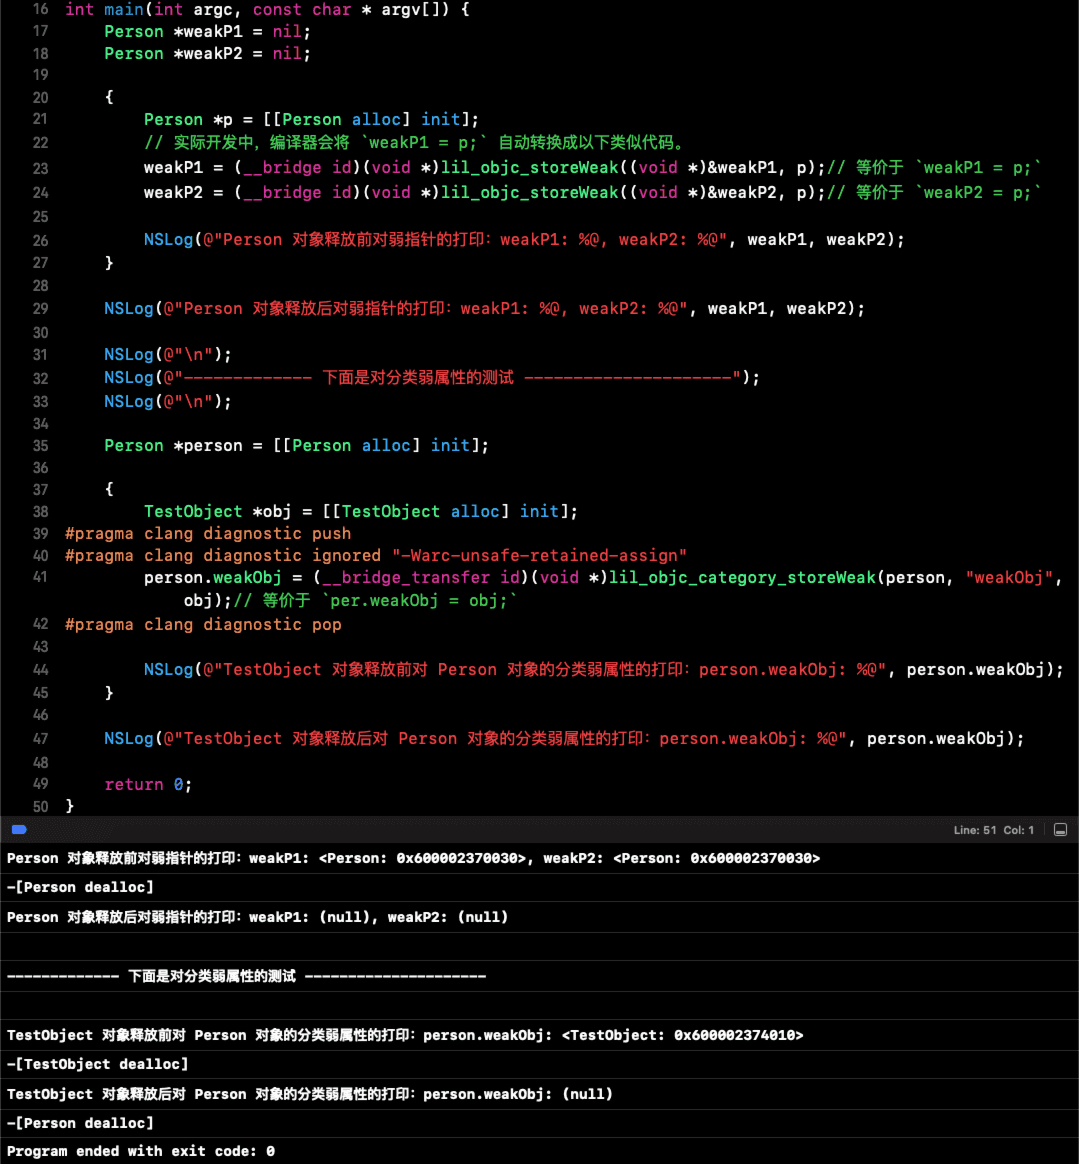 16 int main(int argc, const char * argv[]) {
17 Person *weakP1 = nil;
18 Person *weakP2 = nil;
19
20 {
21 Person *p = [[Person alloc] init];
22 // 实际开发中，编译器会将 `weakP1 = p;` 自动转换成以下类似代码。
23 weakP1 = (__bridge id)(void *)lil_objc_storeWeak((void *)&weakP1, p);// 等价于 `weakP1 = p;`
24 weakP2 = (__bridge id)(void *)lil_objc_storeWeak((void *)&weakP2, p);// 等价于 `weakP2 = p;`
25
26 NSLog(@"Person 对象释放前对弱指针的打印：weakP1: %@, weakP2: %@", weakP1, weakP2);
27 }
28
29 NSLog(@"Person 对象释放后对弱指针的打印：weakP1: %@, weakP2: %@", weakP1, weakP2);
30
31 NSLog(@"\n");
32 NSLog(@"------------- 下面是对分类弱属性的测试 ---------------------");
33 NSLog(@"\n");
34
35 Person *person = [[Person alloc] init];
36
37 {
38 TestObject *obj = [[TestObject alloc] init];
39 #pragma clang diagnostic push
40 #pragma clang diagnostic ignored "-Warc-unsafe-retained-assign"
41 person.weakObj = (__bridge_transfer id)(void *)lil_objc_category_storeWeak(person, "weakObj",
obj);// 等价于 `per.weakObj = obj;`
42 #pragma clang diagnostic pop
43
44 NSLog(@"TestObject 对象释放前对 Person 对象的分类弱属性的打印：person.weakObj: %@", person.weakObj);
45 }
46
47 NSLog(@"TestObject 对象释放后对 Person 对象的分类弱属性的打印：person.weakObj: %@", person.weakObj);
48
49 return 0;
50 }
Line: 51 Col: 1
Person 对象释放前对弱指针的打印：weakP1: <Person: 0x600002370030>, weakP2: <Person: 0x600002370030>
-[Person dealloc]
Person 对象释放后对弱指针的打印：weakP1: (null), weakP2: (null)
------------- 下面是对分类弱属性的测试 ---------------------
TestObject 对象释放前对 Person 对象的分类弱属性的打印：person.weakObj: <TestObject: 0x600002374010>
-[TestObject dealloc]
TestObject 对象释放后对 Person 对象的分类弱属性的打印：person.weakObj: (null)
-[Person dealloc]
Program ended with exit code: 0